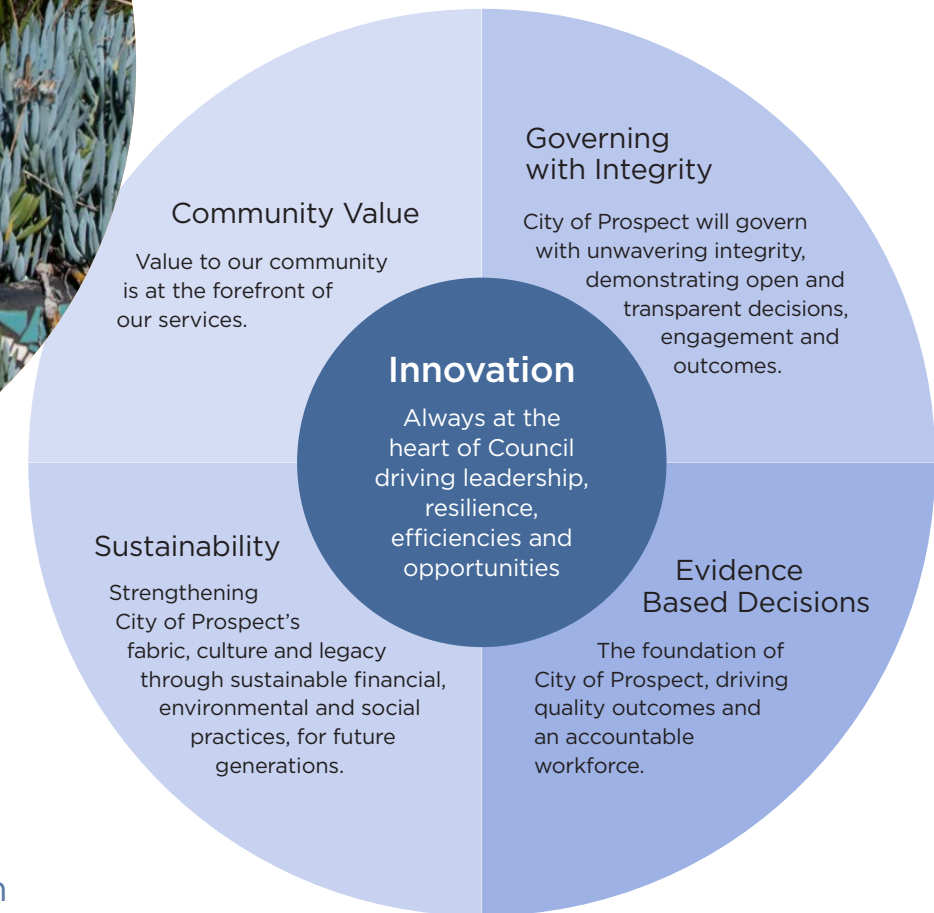 Community Value
Value to our community
is at the forefront of
our services.
Governing
with Integrity
City of Prospect will govern
with unwavering integrity,
demonstrating open and
transparent decisions,
engagement and
outcomes.
Innovation
Always at the
heart of Council
driving leadership,
resilience,
efficiencies and
opportunities
Sustainability
Strengthening
City of Prospect's
fabric, culture and legacy
through sustainable financial,
environmental and social
practices, for future
generations.
Evidence
Based Decisions
The foundation of
City of Prospect, driving
quality outcomes and
an accountable
workforce.